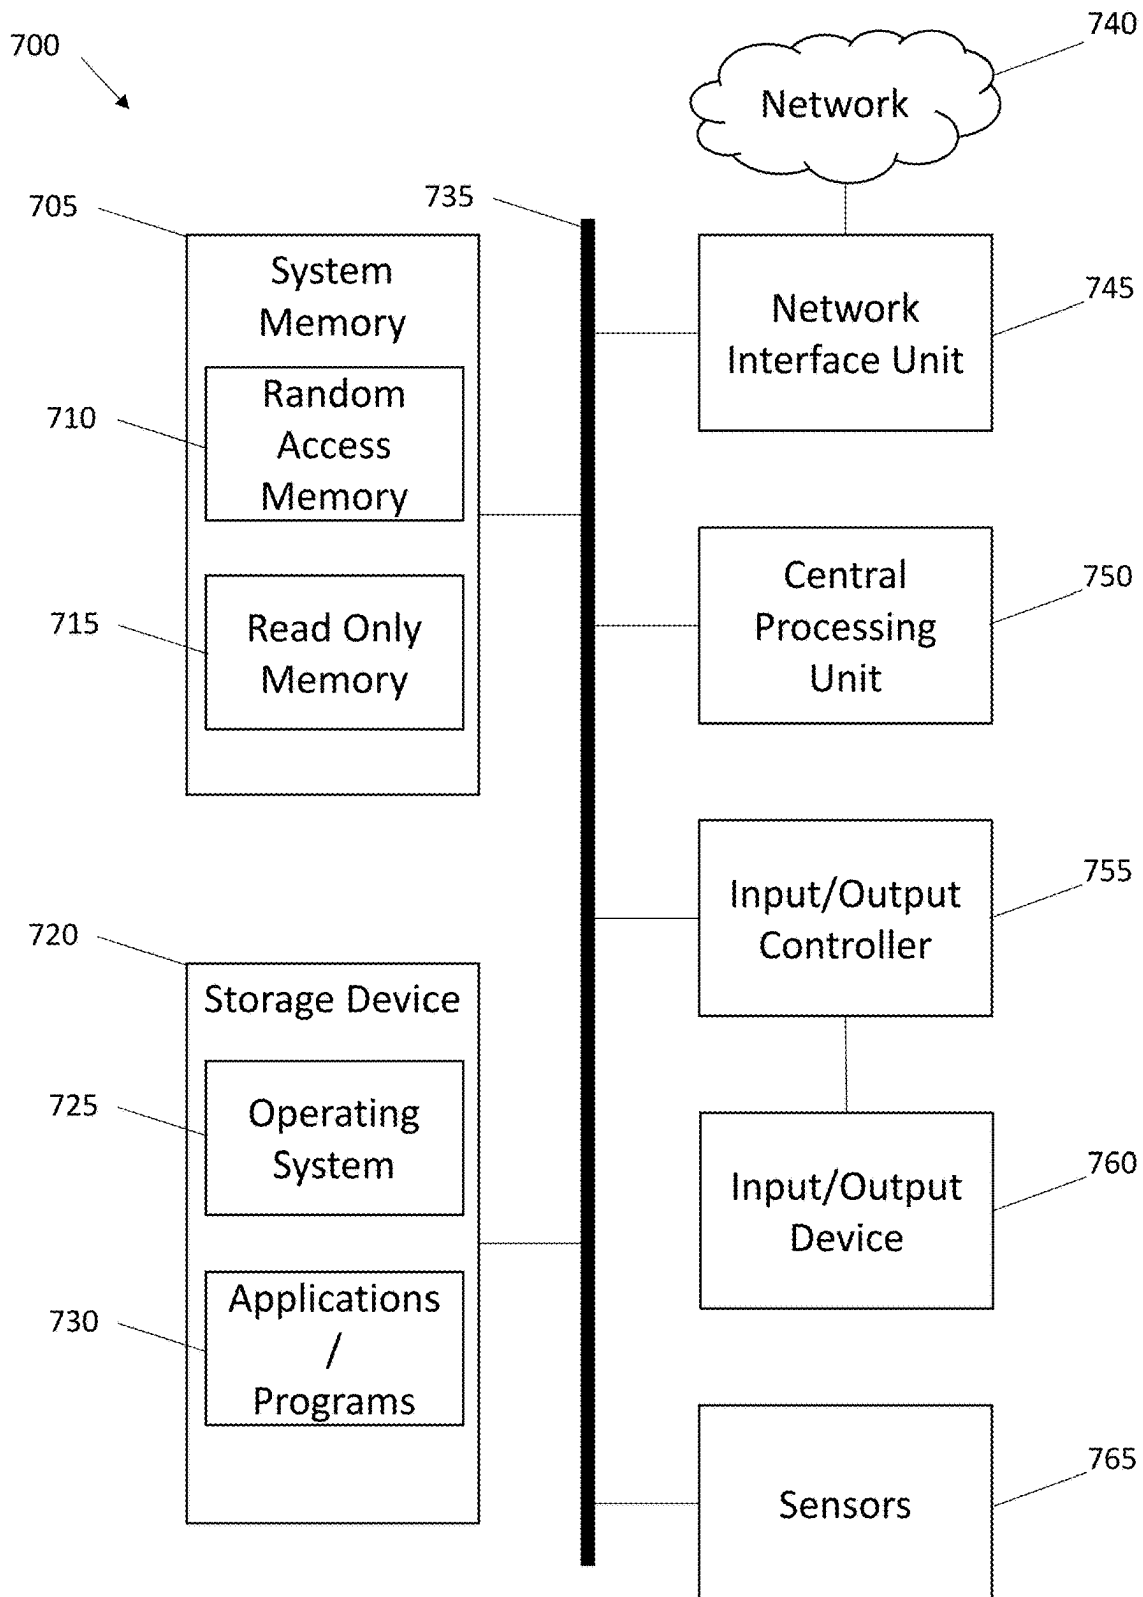 700
740
Network
705
735
System
Memory
745
Network
Interface Unit
710
Random
Access
Memory
750
Central
Processing
Unit
715
Read Only
Memory
755
Input/Output
Controller
720
Storage Device
725
Operating
System
760
Input/Output
Device
730
Applications
/
Programs
765
Sensors